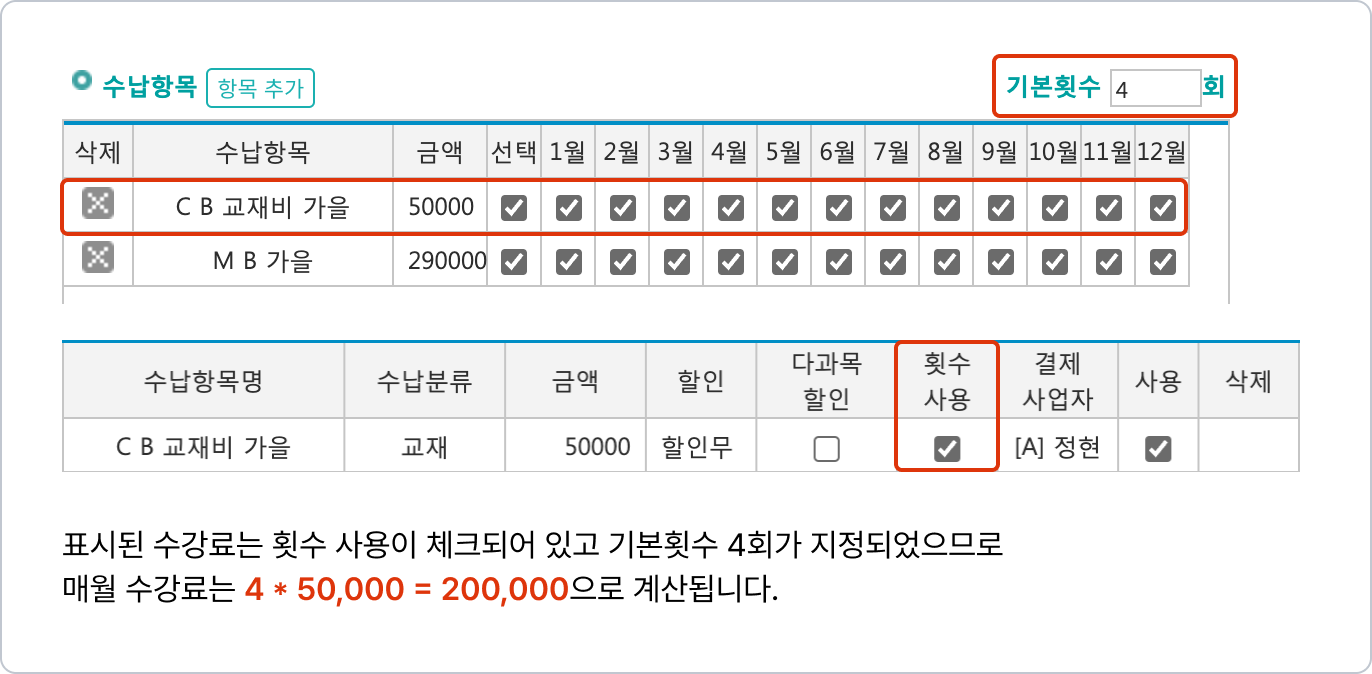 수납항목 항목 추가 기본횟수 4 회
삭제 수납항목 금액 선택 1월 2월 3월 4월 5월 6월 7월 8월 9월 10월 11월 12월
C B 교재비 가을 50000
M B 가을 290000
수납항목명 수납분류 금액 할인 다과목 할인 횟수 사용 결제 사업자 사용 삭제
C B 교재비 가을 교재 50000 할인무 [A] 정현
표시된 수강료는 횟수 사용이 체크되어 있고 기본횟수 4회가 지정되었으므로
매월 수강료는 4 * 50,000 = 200,000으로 계산됩니다.